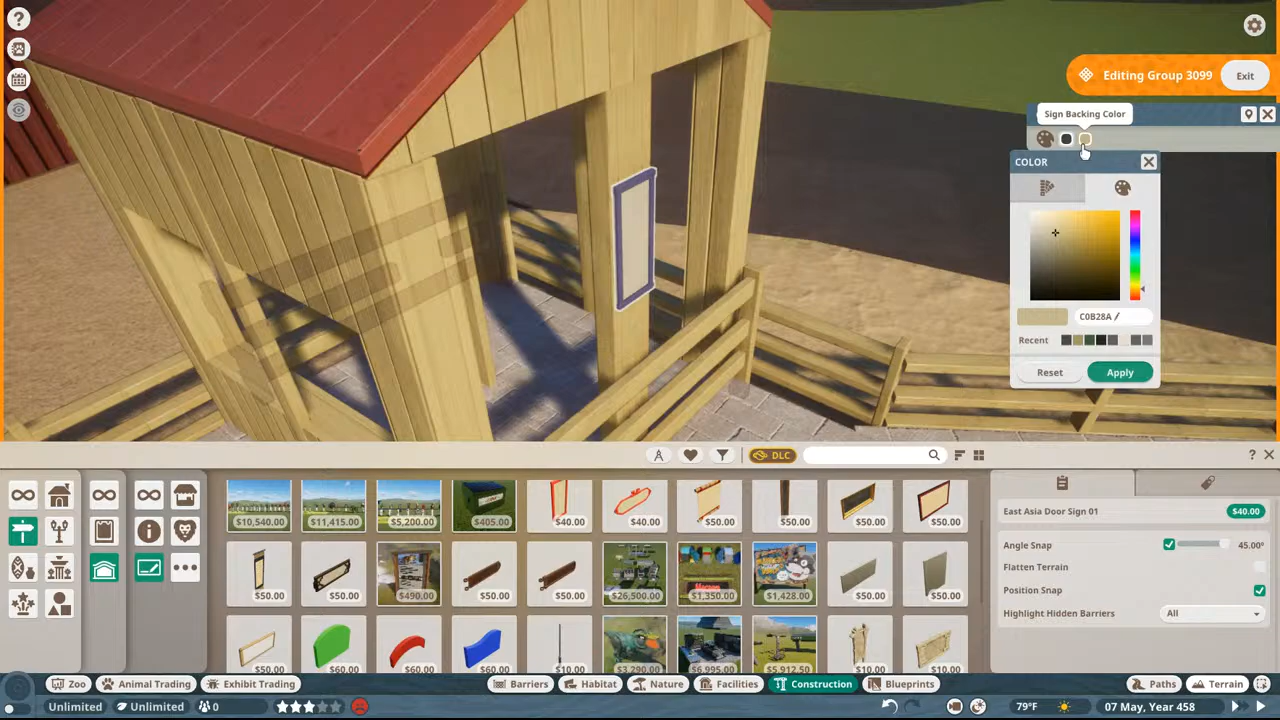 ?
Editing Group 3099
Exit
Sign Backing Color
COLOR
C0B28A
Recent
Reset
Apply
DLC
?
$10,540.00
$11,415.00
$5,200.00
$405.00
$40.00
$40.00
$50.00
$50.00
$50.00
$50.00
East Asia Door Sign 01
$40.00
Angle Snap
45.00°
Flatten Terrain
Position Snap
Highlight Hidden Barriers
All
$50.00
$50.00
$490.00
$50.00
$50.00
$26,500.00
$1,350.00
$1,428.00
$50.00
$50.00
$50.00
$60.00
$60.00
$60.00
$10.00
$3,290.00
$6,995.00
$5,912.50
$10.00
$10.00
Zoo
Animal Trading
Exhibit Trading
Barriers
Habitat
Nature
Facilities
Construction
Blueprints
Paths
Terrain
Unlimited
Unlimited
0
79°F
07 May, Year 458